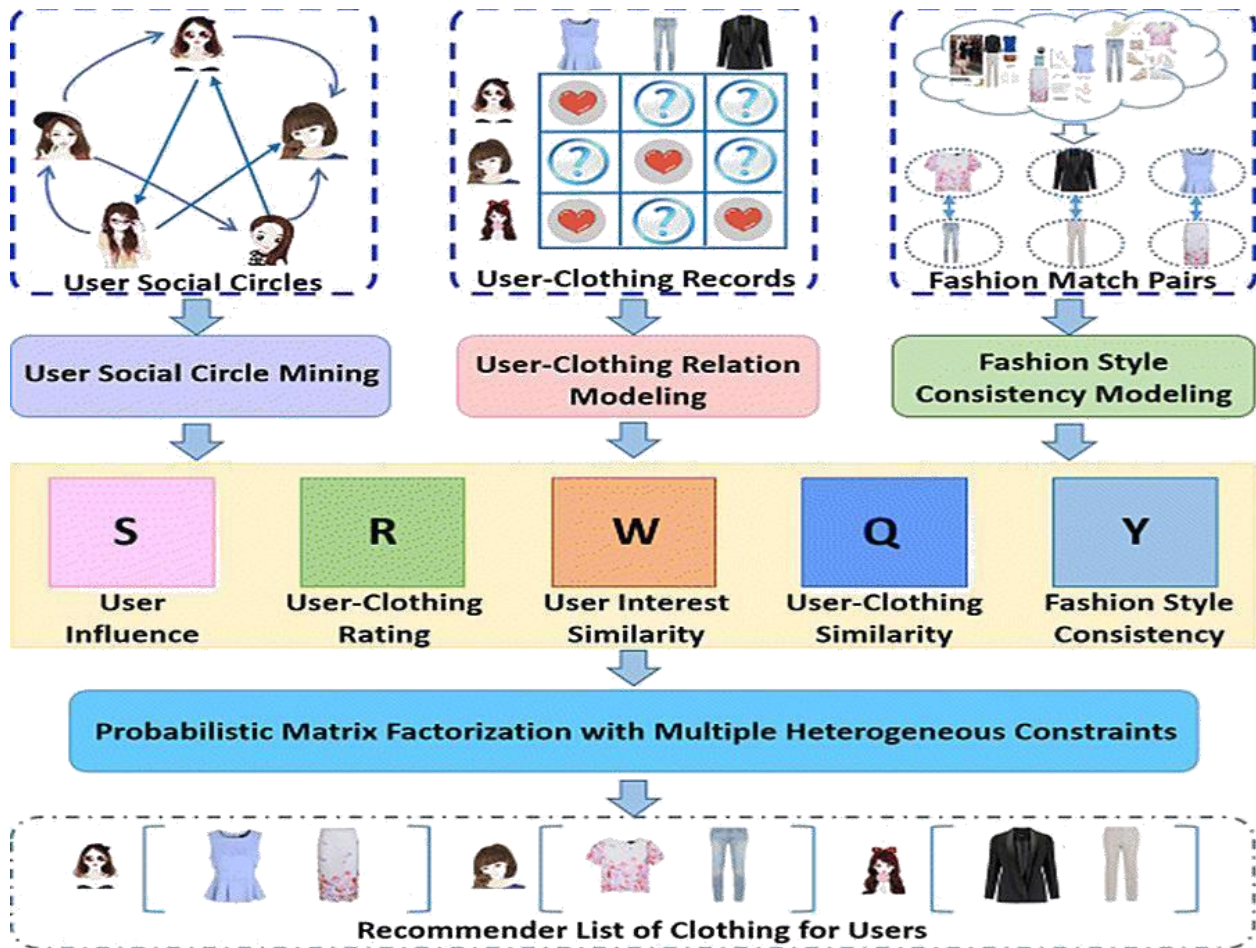 User Social Circles
User-Clothing Records
Fashion Match Pairs
User Social Circle Mining
User-Clothing Relation
Modeling
Fashion Style
Consistency Modeling
S
R
W
Q
Y
User
Influence
User-Clothing
Rating
User Interest
Similarity
User-Clothing
Similarity
Fashion Style
Consistency
Probabilistic Matrix Factorization with Multiple Heterogeneous Constraints
Recommender List of Clothing for Users